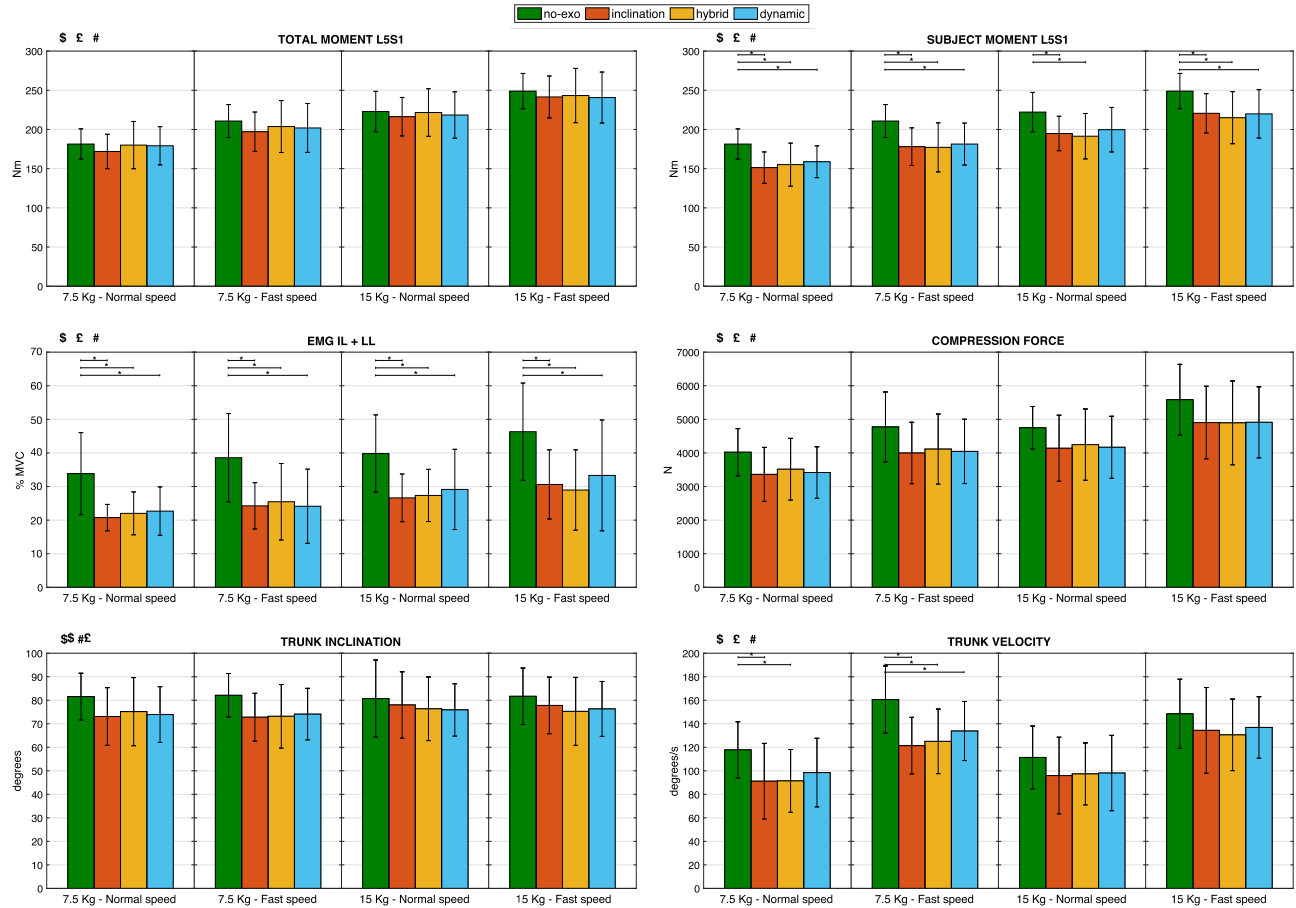 no-exo inclination hybrid dynamic
$ £ # TOTAL MOMENT L5S1
300
250
200
150
100
50
0
Nm
7.5 Kg - Normal speed 7.5 Kg - Fast speed 15 Kg - Normal speed 15 Kg - Fast speed
$ £ # SUBJECT MOMENT L5S1
300
250
200
150
100
50
0
Nm
* * * * * * * * * * *
7.5 Kg - Normal speed 7.5 Kg - Fast speed 15 Kg - Normal speed 15 Kg - Fast speed
$ £ # EMG IL + LL
70
60
50
40
30
20
10
0
% MVC
* * * * * * * * * * * *
7.5 Kg - Normal speed 7.5 Kg - Fast speed 15 Kg - Normal speed 15 Kg - Fast speed
$ £ # COMPRESSION FORCE
7000
6000
5000
4000
3000
2000
1000
0
N
7.5 Kg - Normal speed 7.5 Kg - Fast speed 15 Kg - Normal speed 15 Kg - Fast speed
$$ #£ TRUNK INCLINATION
100
90
80
70
60
50
40
30
20
10
0
degrees
7.5 Kg - Normal speed 7.5 Kg - Fast speed 15 Kg - Normal speed 15 Kg - Fast speed
$ £ # TRUNK VELOCITY
200
180
160
140
120
100
80
60
40
20
0
degrees/s
* * * * *
7.5 Kg - Normal speed 7.5 Kg - Fast speed 15 Kg - Normal speed 15 Kg - Fast speed